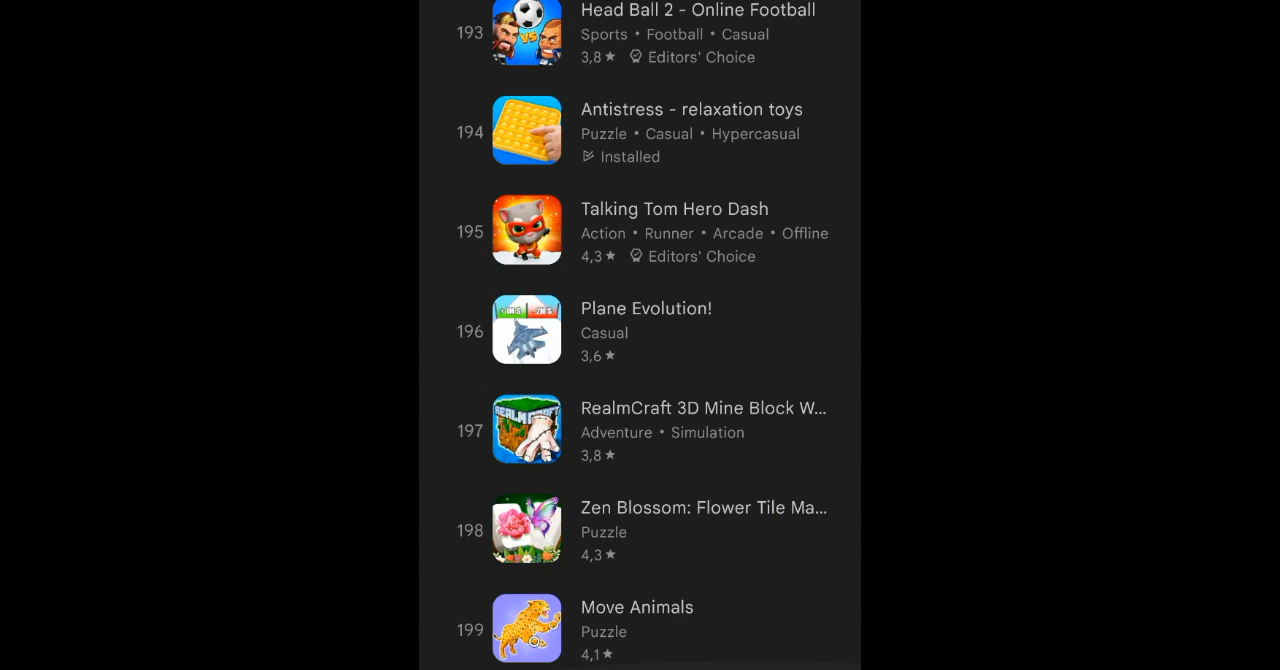 193
Head Ball 2 - Online Football
Sports • Football • Casual
3,8 ★ Editors' Choice
VS
194
Antistress - relaxation toys
Puzzle • Casual • Hypercasual
Installed
195
Talking Tom Hero Dash
Action • Runner • Arcade • Offline
4,3 ★ Editors' Choice
196
Plane Evolution!
Casual
3,6 ★
197
REALMCRAFT
RealmCraft 3D Mine Block W...
Adventure • Simulation
3,8 ★
198
Zen Blossom: Flower Tile Ma...
Puzzle
4,3 ★
199
Move Animals
Puzzle
4,1 ★